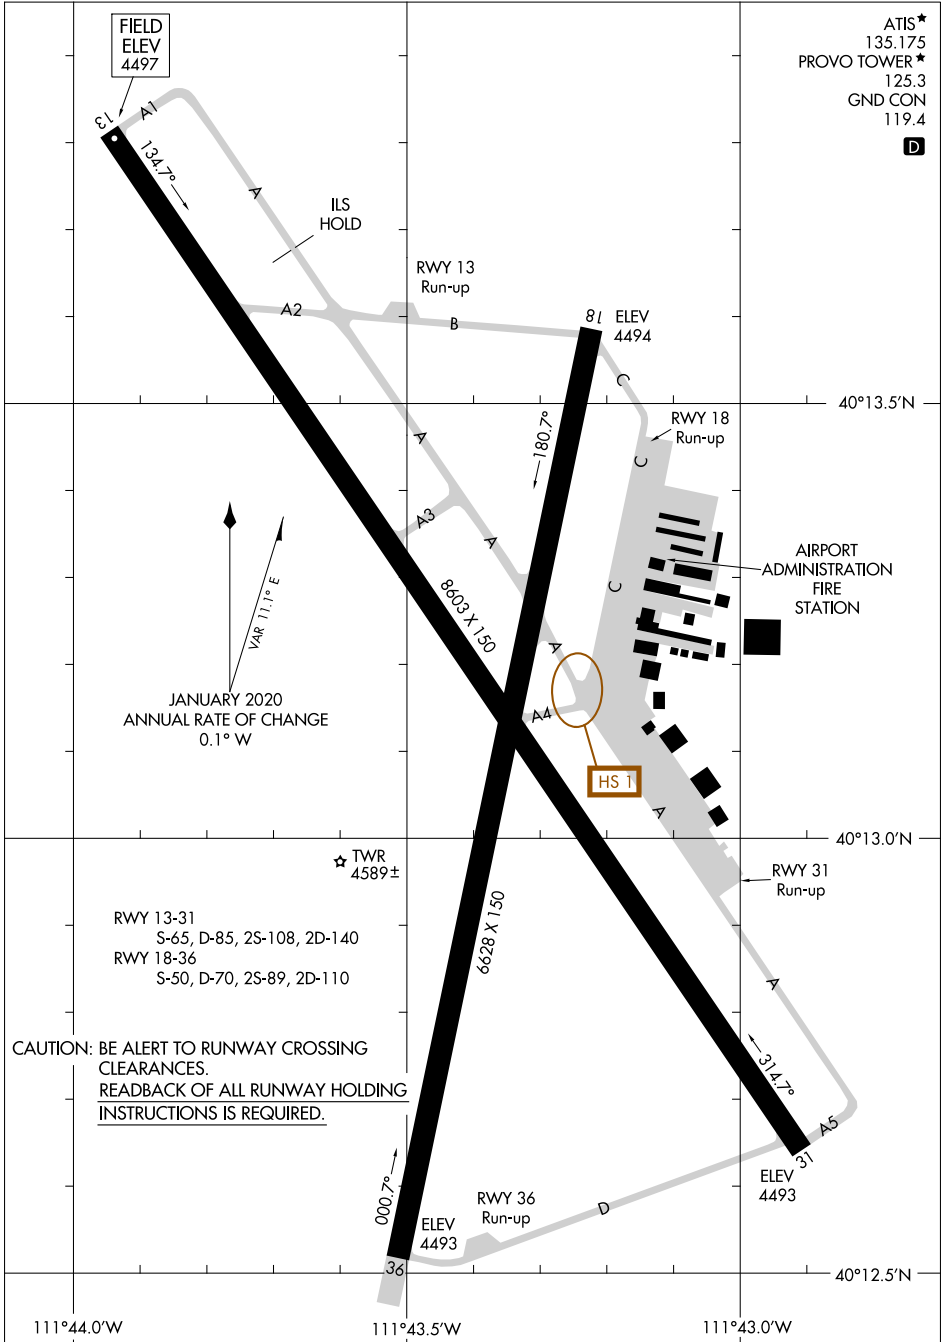 FIELD
ELEV
4497
ATIS
135.175
PROVO TOWER
125.3
GND CON
119.4
D
13
A1
134.7°
A
ILS
HOLD
RWY 13
Run-up
A2
B
18
ELEV
4494
C
40°13.5'N
RWY 18
Run-up
A
180.7°
C
A3
A
AIRPORT
ADMINISTRATION
FIRE
STATION
C
8603 X 150
VAR 11.1° E
A
JANUARY 2020
ANNUAL RATE OF CHANGE
0.1° W
A4
HS 1
A
40°13.0'N
TWR
4589±
RWY 31
Run-up
RWY 13-31
S-65, D-85, 2S-108, 2D-140
RWY 18-36
S-50, D-70, 2S-89, 2D-110
6628 X 150
A
CAUTION: BE ALERT TO RUNWAY CROSSING
CLEARANCES.
READBACK OF ALL RUNWAY HOLDING
INSTRUCTIONS IS REQUIRED.
314.7°
A5
31
ELEV
4493
000.7°
RWY 36
Run-up
D
ELEV
4493
36
40°12.5'N
111°44.0'W
111°43.5'W
111°43.0'W